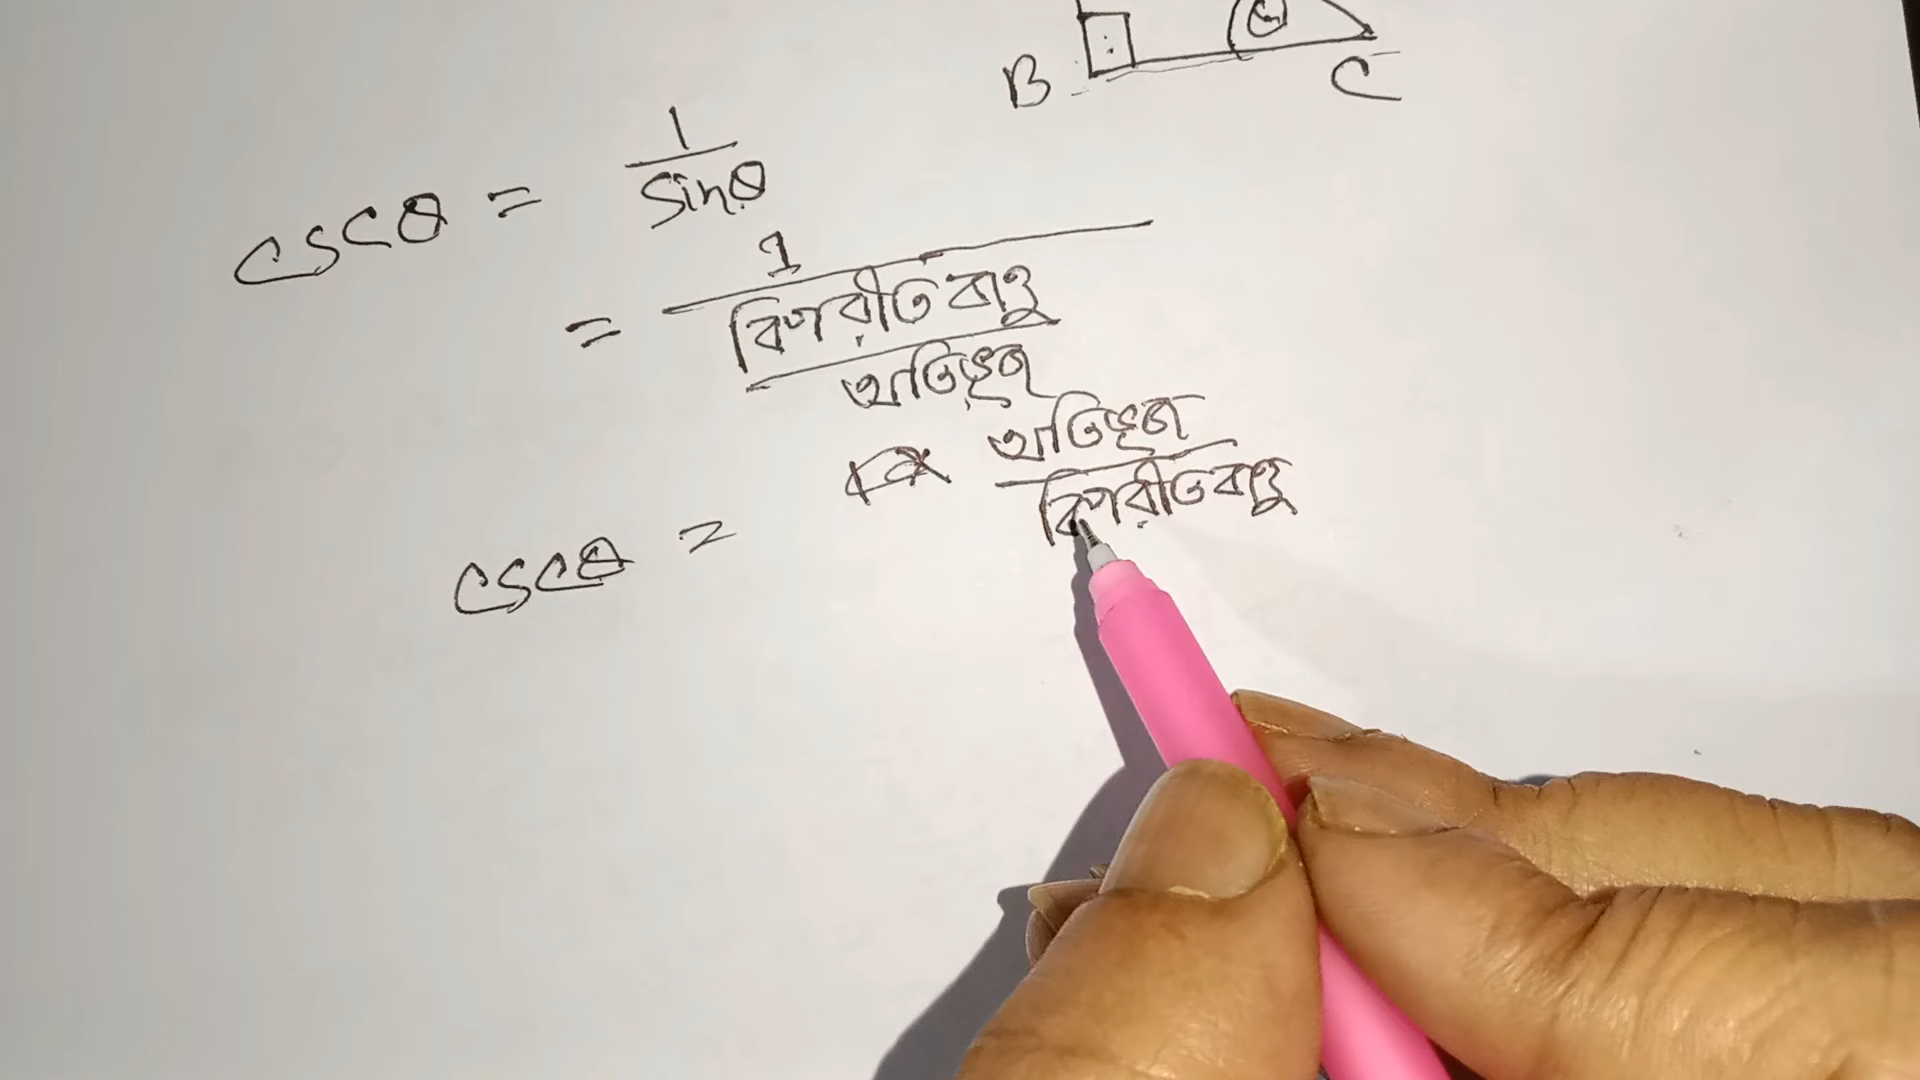 B C
cscθ = 1/sinθ
= 1/(বিপরীত বাহু/অতিভুজ)
cscθ = অতিভুজ/বিপরীত বাহু